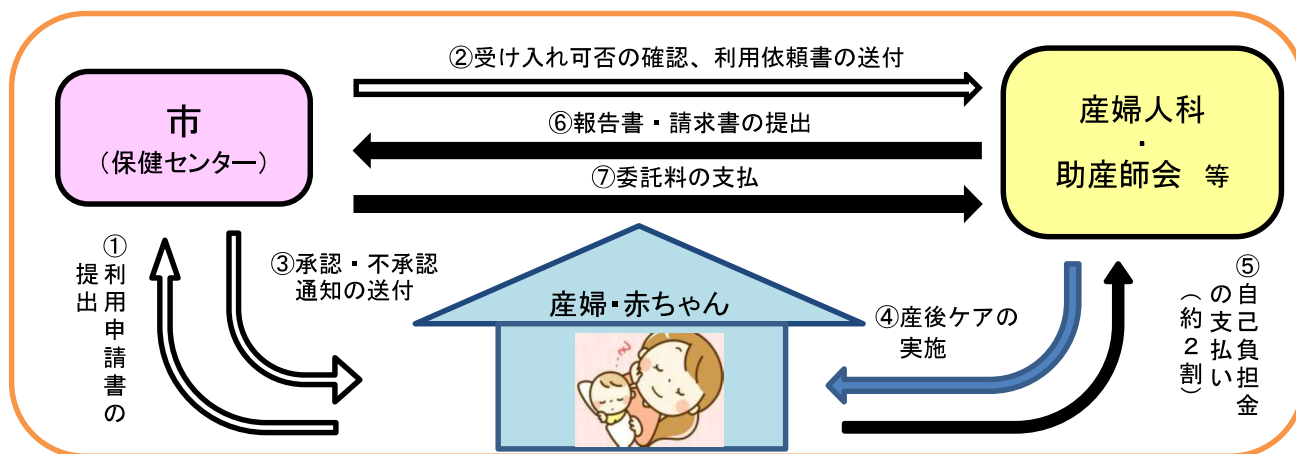 ②受け入れ可否の確認、利用依頼書の送付
市
（保健センター）
⑥報告書・請求書の提出
産婦人科
・
助産師会 等
⑦委託料の支払
①利用申請書の
提出
③承認・不承認
通知の送付
産婦・赤ちゃん
④産後ケアの
実施
⑤自己負担金
の支払い
（約２割）